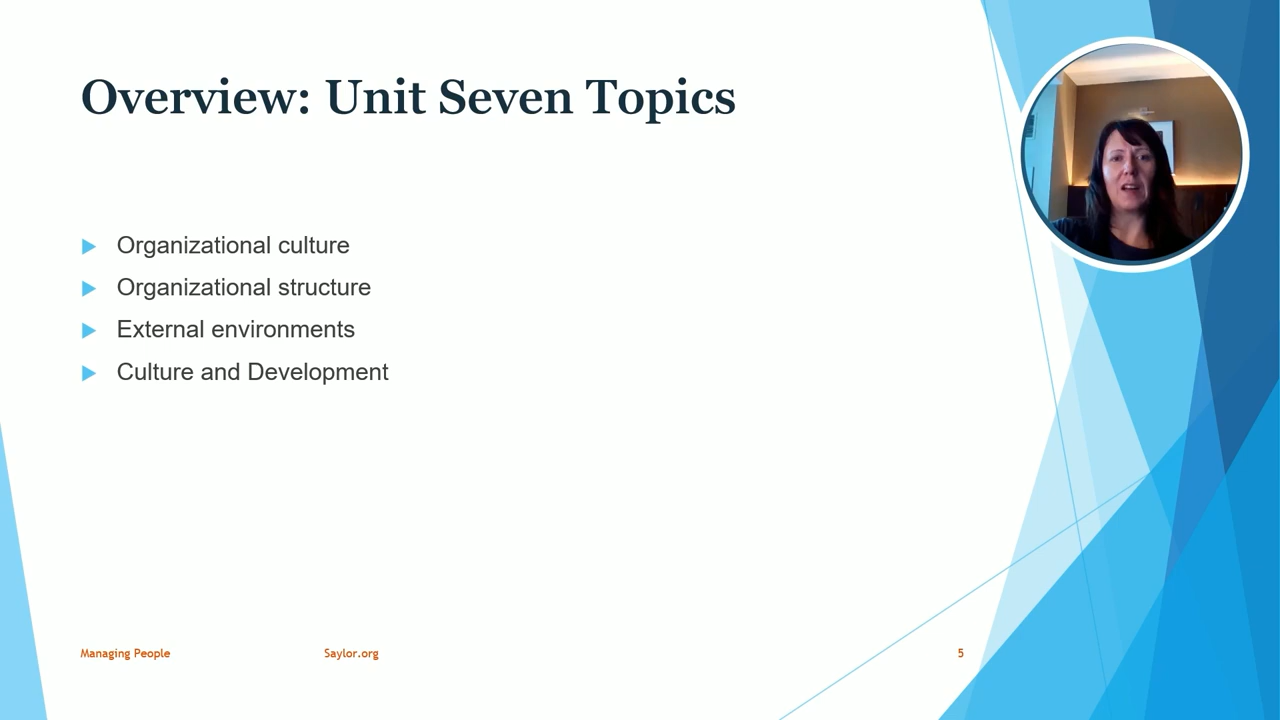 Overview: Unit Seven Topics
Organizational culture
Organizational structure
External environments
Culture and Development
Managing People
Saylor.org
5